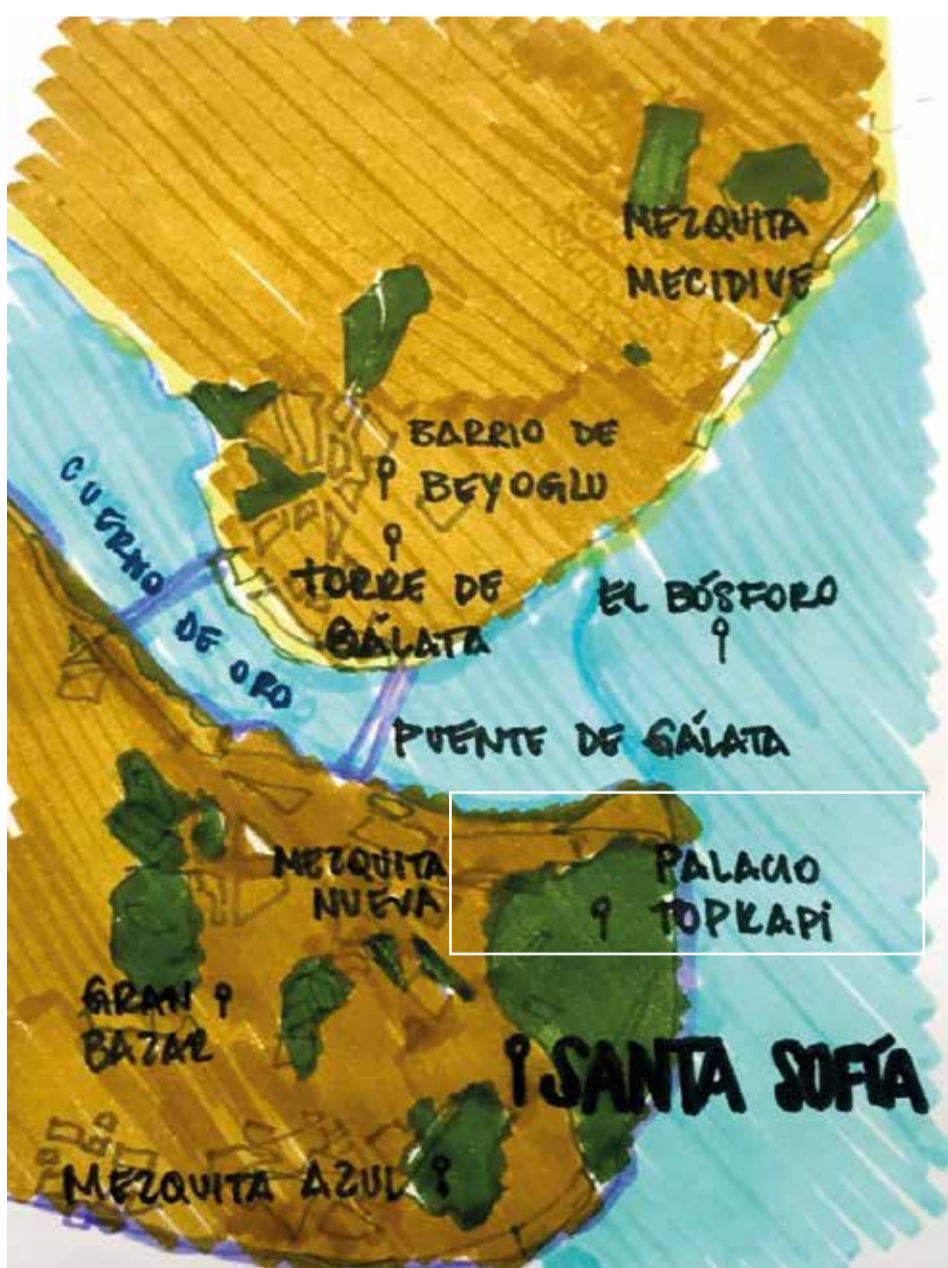 MEZQUITA
MECIDIVE
BARRIO DE
BEYOGLU
CUERNO DE ORO
TORRE DE
GÁLATA
EL BÓSFORO
PUENTE DE GÁLATA
MEZQUITA
NUEVA
PALACIO
TOPKAPi
GRAN
BAZAR
SANTA SOFÍA
MEZQUITA AZUL